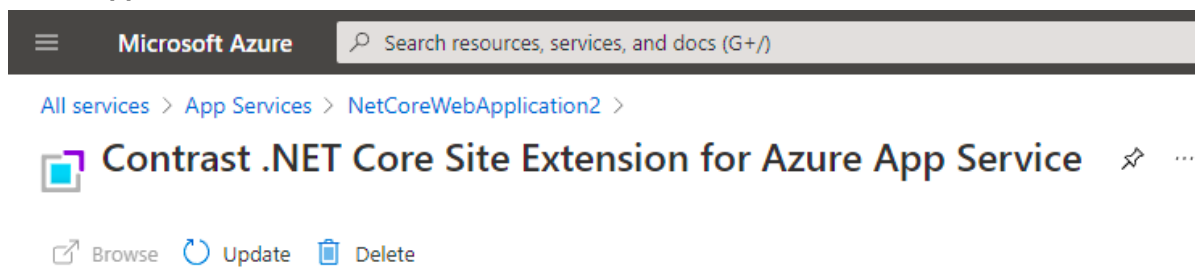 Microsoft Azure Search resources, services, and docs (G+/)
All services > App Services > NetCoreWebApplication2 >
Contrast .NET Core Site Extension for Azure App Service ...
Browse Update Delete